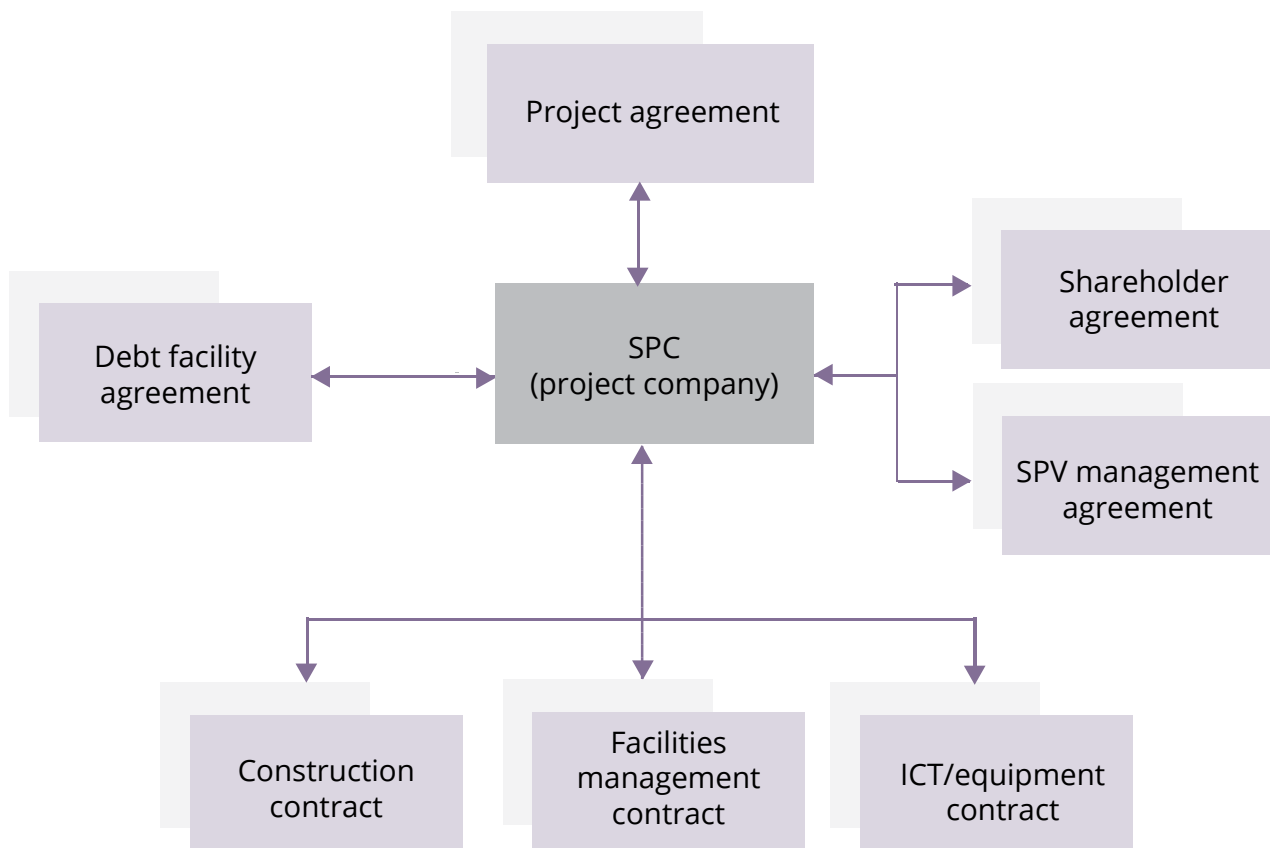 Project agreement
Shareholder
agreement
SPC
(project company)
Debt facility
agreement
SPV management
agreement
Construction
contract
Facilities
management
contract
ICT/equipment
contract